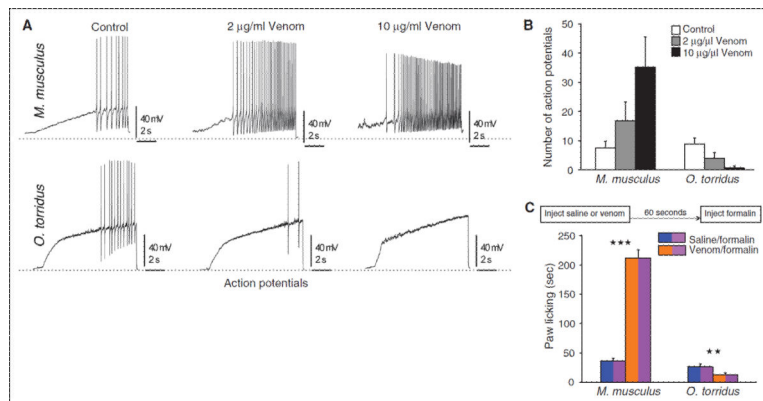 A
Control
2 µg/ml Venom
10 µg/ml Venom
M. musculus
40 mV
2 s
40 mV
2 s
40 mV
2 s
O. torridus
40 mV
2 s
40 mV
2 s
40 mV
2 s
Action potentials
B
Number of action potentials
50
40
30
20
10
0
Control
2 µg/µl Venom
10 µg/µl Venom
M. musculus
O. torridus
C
Inject saline or venom
60 seconds
Inject formalin
Paw licking (sec)
250
200
150
100
50
0
Saline/formalin
Venom/formalin
★★★
★★
M. musculus
O. torridus